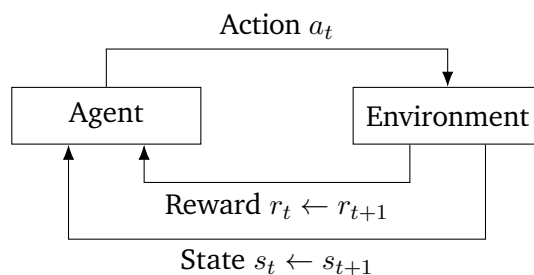 Action a_t
Agent
Environment
Reward r_t ← r_{t+1}
State s_t ← s_{t+1}